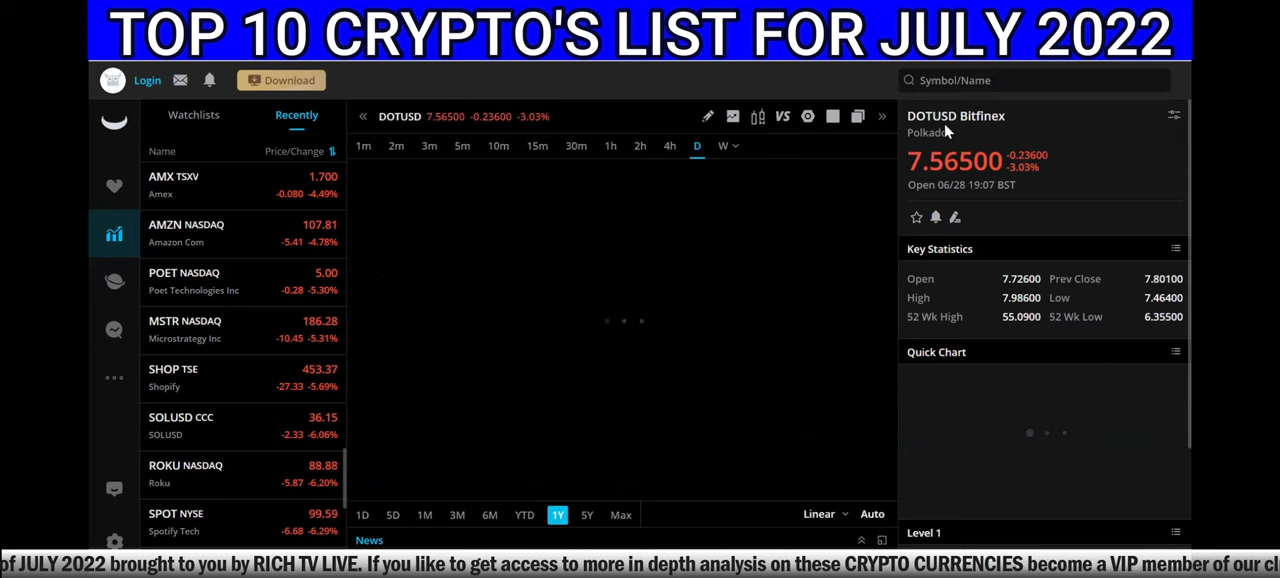 TOP 10 CRYPTO'S LIST FOR JULY 2022
Login
Download
Symbol/Name
Watchlists
Recently
Name
Price/Change
AMX TSXV 1.700
Amex -0.080 -4.49%
AMZN NASDAQ 107.81
Amazon Com -5.41 -4.78%
POET NASDAQ 5.00
Poet Technologies Inc -0.28 -5.30%
MSTR NASDAQ 186.28
Microstrategy Inc -10.45 -5.31%
SHOP TSE 453.37
Shopify -27.33 -5.69%
SOLUSD CCC 36.15
SOLUSD -2.33 -6.06%
ROKU NASDAQ 88.88
Roku -5.87 -6.20%
SPOT NYSE 99.59
Spotify Tech -6.68 -6.29%
DOTUSD 7.56500 -0.23600 -3.03%
VS
1m 2m 3m 5m 10m 15m 30m 1h 2h 4h D W
1D 5D 1M 3M 6M YTD 1Y 5Y Max
Linear Auto
News
DOTUSD Bitfinex
Polkado
7.56500 -0.23600
-3.03%
Open 06/28 19:07 BST
Key Statistics
Open 7.72600 Prev Close 7.80100
High 7.98600 Low 7.46400
52 Wk High 55.0900 52 Wk Low 6.35500
Quick Chart
Level 1
of JULY 2022 brought to you by RICH TV LIVE. If you like to get access to more in depth analysis on these CRYPTO CURRENCIES become a VIP member of our